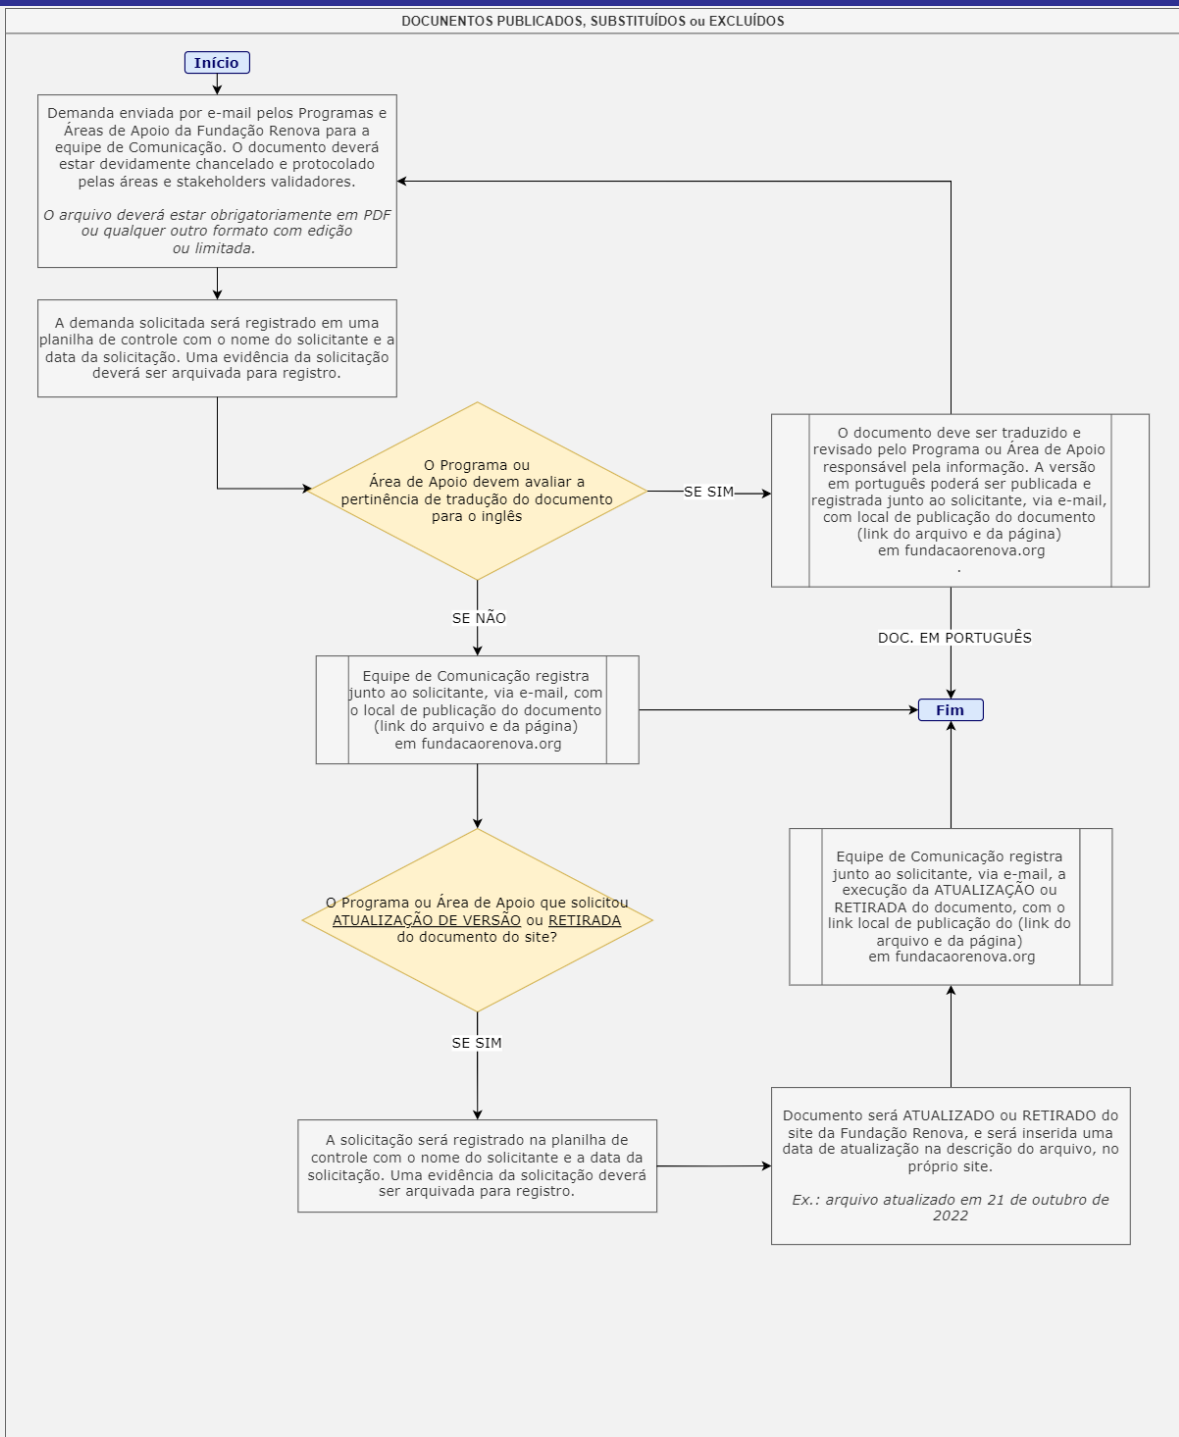 DOCUNENTOS PUBLICADOS, SUBSTITUÍDOS ou EXCLUÍDOS
Início
Demanda enviada por e-mail pelos Programas e
Áreas de Apoio da Fundação Renova para a
equipe de Comunicação. O documento deverá
estar devidamente chancelado e protocolado
pelas áreas e stakeholders validadores.
O arquivo deverá estar obrigatoriamente em PDF
ou qualquer outro formato com edição
ou limitada.
A demanda solicitada será registrado em uma
planilha de controle com o nome do solicitante e a
data da solicitação. Uma evidência da solicitação
deverá ser arquivada para registro.
O Programa ou
Área de Apoio devem avaliar a
pertinência de tradução do documento
para o inglês
SE SIM
O documento deve ser traduzido e
revisado pelo Programa ou Área de Apoio
responsável pela informação. A versão
em português poderá ser publicada e
registrada junto ao solicitante, via e-mail,
com local de publicação do documento
(link do arquivo e da página)
em fundacaorenova.org
.
SE NÃO
DOC. EM PORTUGUÊS
Equipe de Comunicação registra
junto ao solicitante, via e-mail, com
o local de publicação do documento
(link do arquivo e da página)
em fundacaorenova.org
Fim
O Programa ou Área de Apoio que solicitou
ATUALIZAÇÃO DE VERSÃO ou RETIRADA
do documento do site?
Equipe de Comunicação registra
junto ao solicitante, via e-mail, a
execução da ATUALIZAÇÃO ou
RETIRADA do documento, com o
link local de publicação do (link do
arquivo e da página)
em fundacaorenova.org
SE SIM
A solicitação será registrado na planilha de
controle com o nome do solicitante e a data da
solicitação. Uma evidência da solicitação deverá
ser arquivada para registro.
Documento será ATUALIZADO ou RETIRADO do
site da Fundação Renova, e será inserida uma
data de atualização na descrição do arquivo, no
próprio site.
Ex.: arquivo atualizado em 21 de outubro de
2022